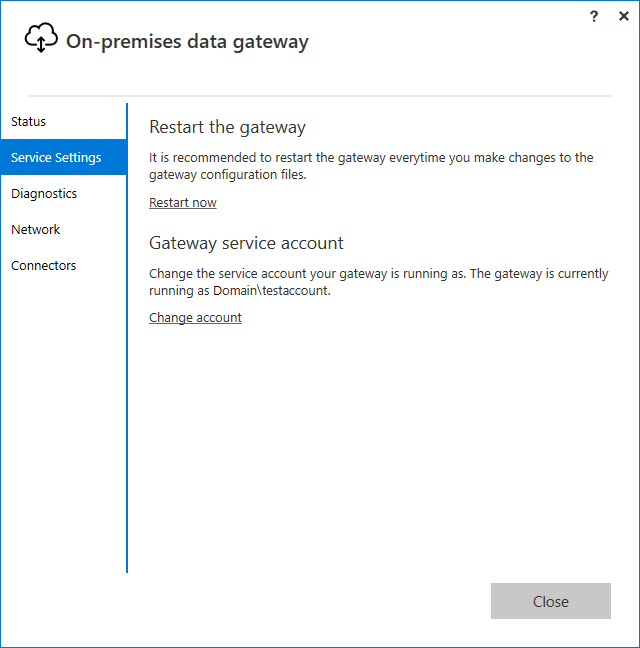 ?
On-premises data gateway
Status
Service Settings
Diagnostics
Network
Connectors
Restart the gateway
It is recommended to restart the gateway everytime you make changes to the
gateway configuration files.
Restart now
Gateway service account
Change the service account your gateway is running as. The gateway is currently
running as Domain\testaccount.
Change account
Close